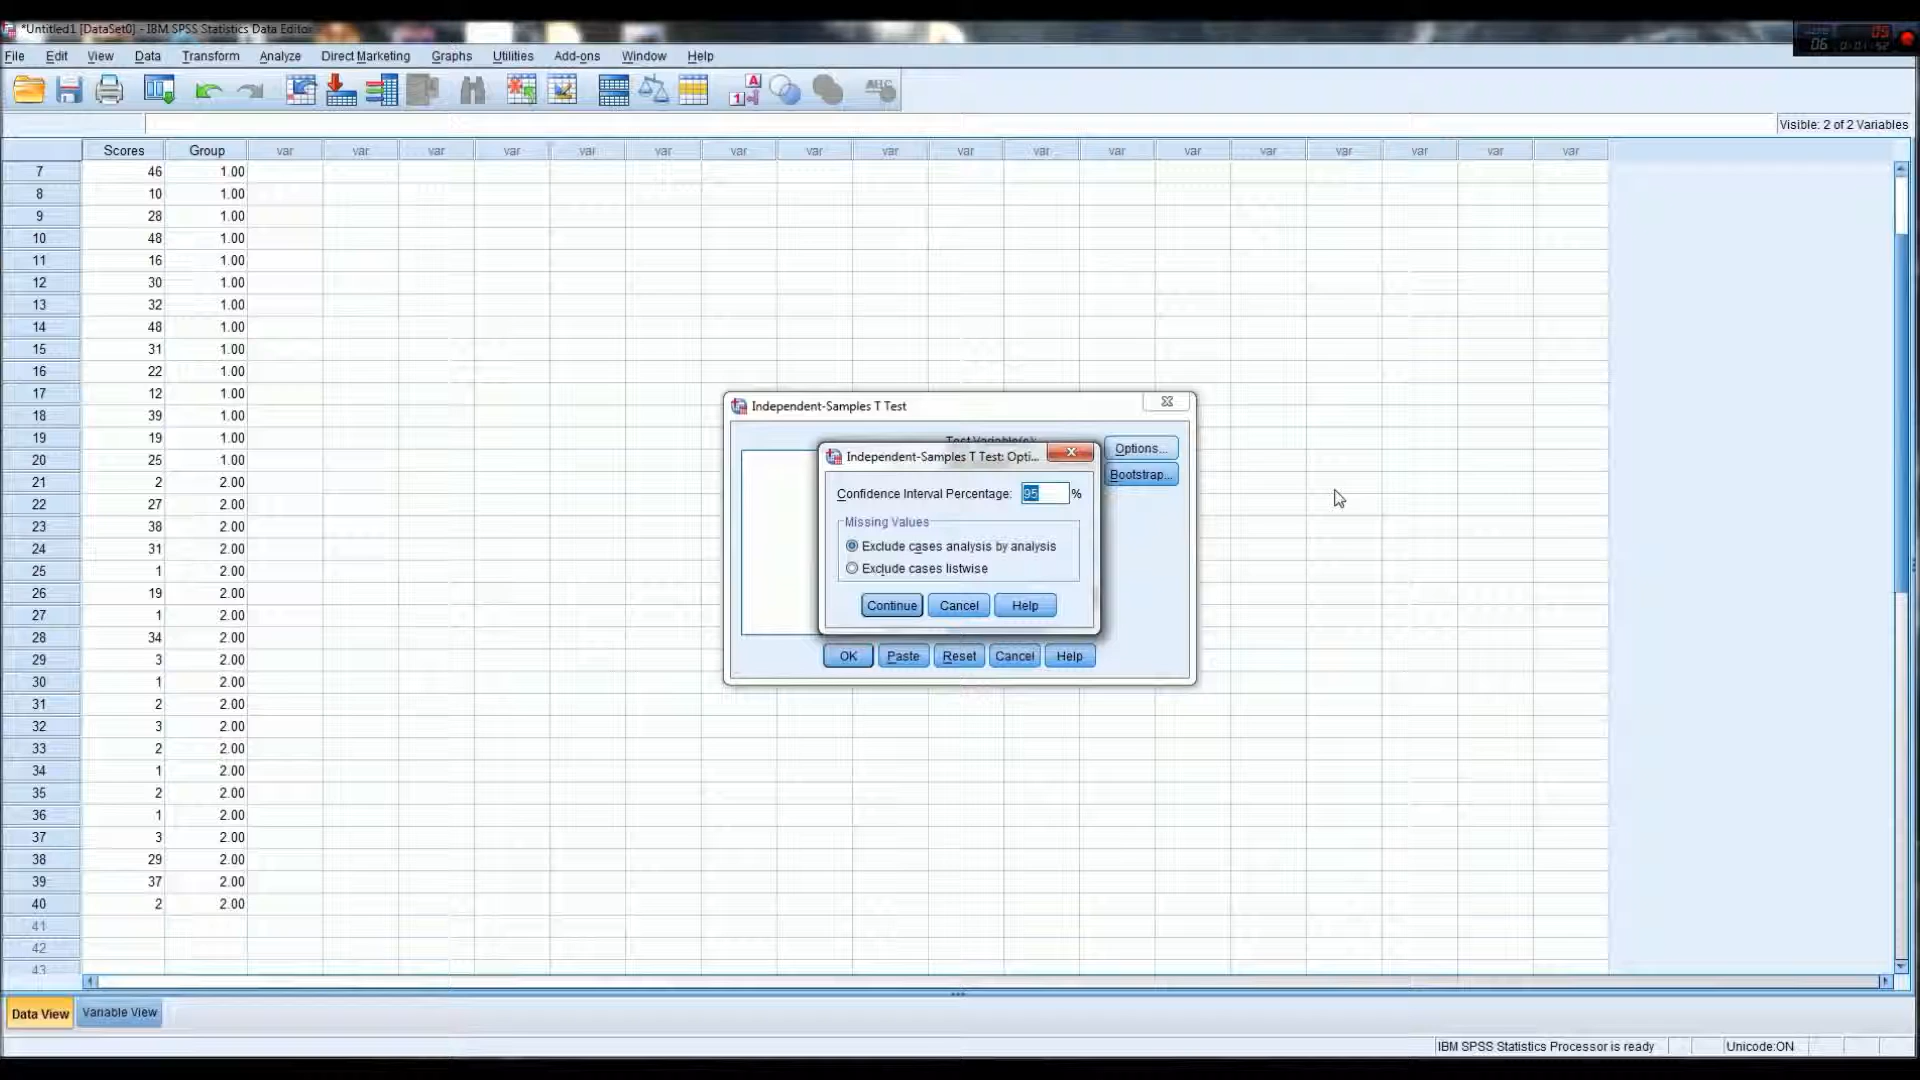 *Untitled1 [DataSet0] - IBM SPSS Statistics Data Editor
File Edit View Data Transform Analyze Direct Marketing Graphs Utilities Add-ons Window Help
Visible: 2 of 2 Variables
Scores Group var var var var var var var var var var var var var var var var var var
7 46 1.00
8 10 1.00
9 28 1.00
10 48 1.00
11 16 1.00
12 30 1.00
13 32 1.00
14 48 1.00
15 31 1.00
16 22 1.00
17 12 1.00
18 39 1.00
19 19 1.00
20 25 1.00
21 2 2.00
22 27 2.00
23 38 2.00
24 31 2.00
25 1 2.00
26 19 2.00
27 1 2.00
28 34 2.00
29 3 2.00
30 1 2.00
31 2 2.00
32 3 2.00
33 2 2.00
34 1 2.00
35 2 2.00
36 1 2.00
37 3 2.00
38 29 2.00
39 37 2.00
40 2 2.00
41
42
43
Independent-Samples T Test
Test Variable(s):
Options...
Bootstrap...
Independent-Samples T Test: Opti...
Confidence Interval Percentage: 95 %
Missing Values
Exclude cases analysis by analysis
Exclude cases listwise
Continue Cancel Help
OK Paste Reset Cancel Help
Data View Variable View
IBM SPSS Statistics Processor is ready Unicode:ON